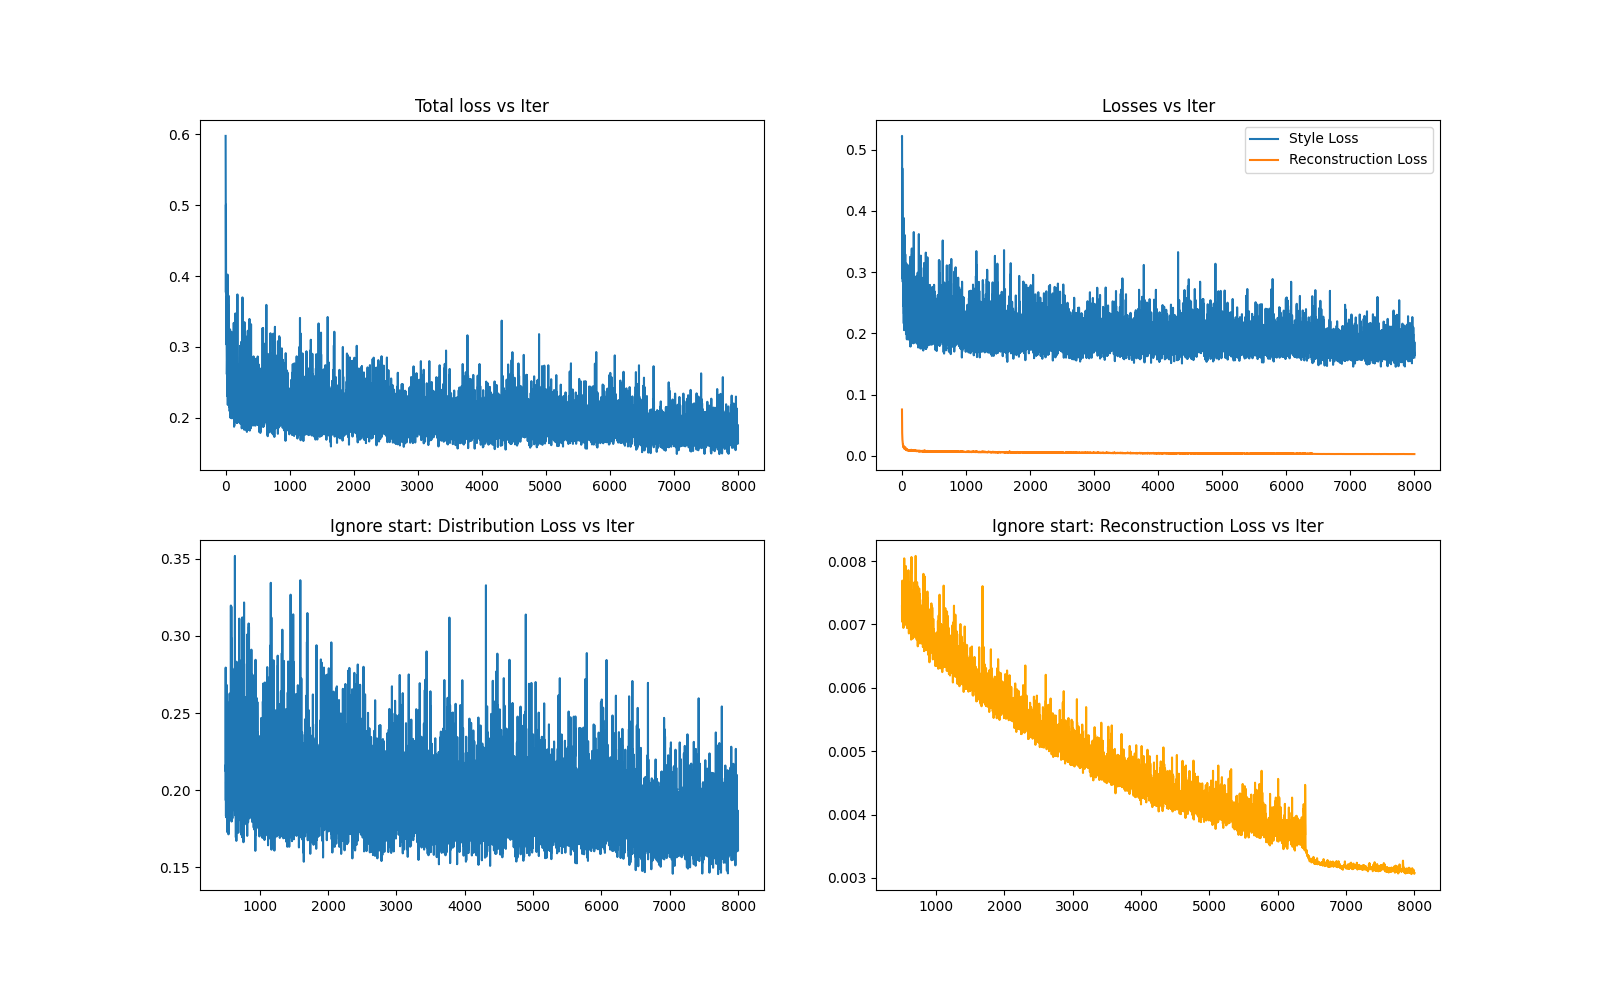 Total loss vs Iter
0.6
0.5
0.4
0.3
0.2
0 1000 2000 3000 4000 5000 6000 7000 8000
Losses vs Iter
Style Loss
Reconstruction Loss
0.5
0.4
0.3
0.2
0.1
0.0
0 1000 2000 3000 4000 5000 6000 7000 8000
Ignore start: Distribution Loss vs Iter
0.35
0.30
0.25
0.20
0.15
1000 2000 3000 4000 5000 6000 7000 8000
Ignore start: Reconstruction Loss vs Iter
0.008
0.007
0.006
0.005
0.004
0.003
1000 2000 3000 4000 5000 6000 7000 8000